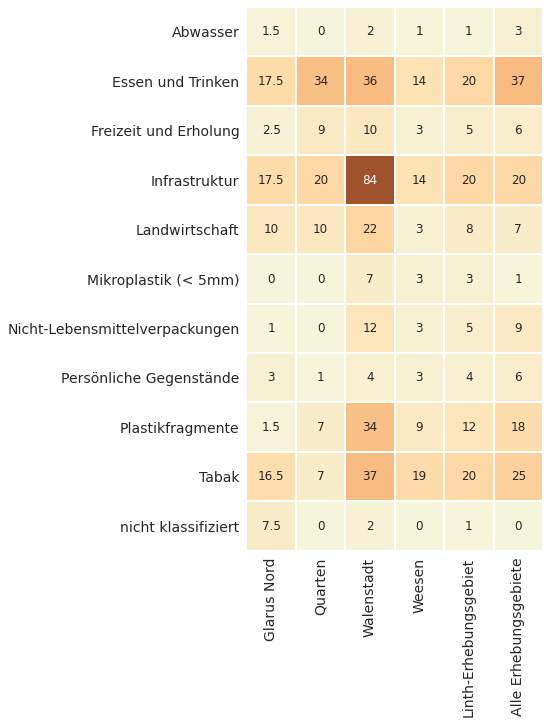 Abwasser 1.5 0 2 1 1 3
Essen und Trinken 17.5 34 36 14 20 37
Freizeit und Erholung 2.5 9 10 3 5 6
Infrastruktur 17.5 20 84 14 20 20
Landwirtschaft 10 10 22 3 8 7
Mikroplastik (< 5mm) 0 0 7 3 3 1
Nicht-Lebensmittelverpackungen 1 0 12 3 5 9
Persönliche Gegenstände 3 1 4 3 4 6
Plastikfragmente 1.5 7 34 9 12 18
Tabak 16.5 7 37 19 20 25
nicht klassifiziert 7.5 0 2 0 1 0
Glarus Nord
Quarten
Walenstadt
Weesen
Linth-Erhebungsgebiet
Alle Erhebungsgebiete